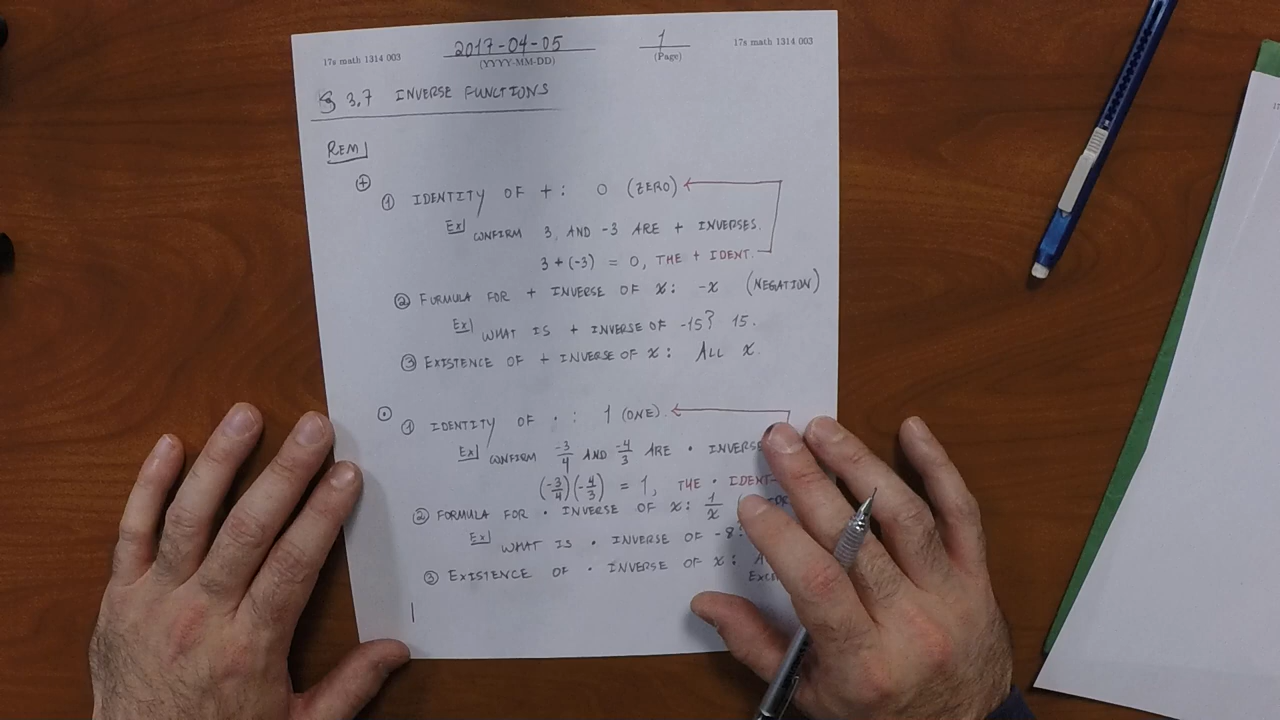 17s math 1314 003 2017-04-05 1 17s math 1314 003
(YYYY-MM-DD) (Page)
§ 3.7 INVERSE FUNCTIONS
REM
⊕
① IDENTITY OF + : 0 (ZERO)
Ex CONFIRM 3 AND -3 ARE + INVERSES.
3 + (-3) = 0, THE + IDENT.
② FORMULA FOR + INVERSE OF x: -x (NEGATION)
Ex WHAT IS + INVERSE OF -15? 15.
③ EXISTENCE OF + INVERSE OF x: ALL x.
⊙
① IDENTITY OF · : 1 (ONE).
Ex CONFIRM -3/4 AND -4/3 ARE · INVERSE
(-3/4)(-4/3) = 1, THE · IDENT
② FORMULA FOR · INVERSE OF x: 1/x
Ex WHAT IS · INVERSE OF -8?
③ EXISTENCE OF · INVERSE OF x: